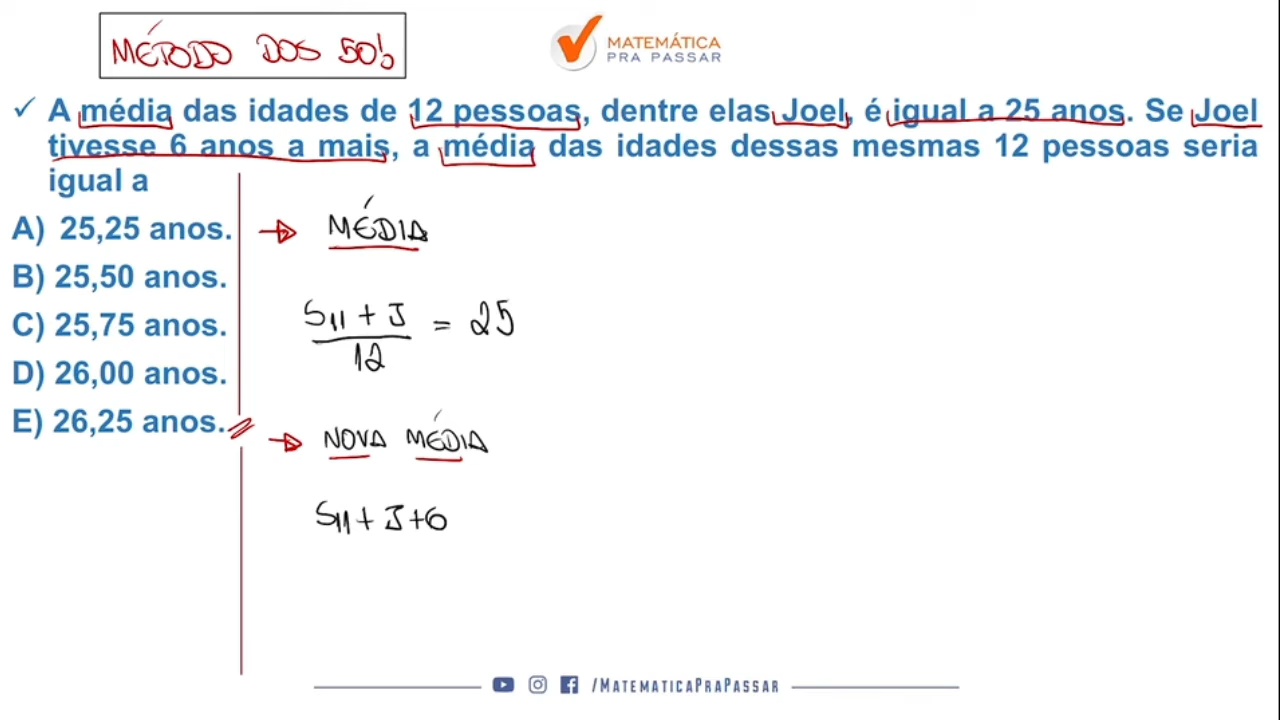 MÉTODO DOS 50!
MATEMÁTICA
PRA PASSAR
✓ A média das idades de 12 pessoas, dentre elas Joel, é igual a 25 anos. Se Joel
tivesse 6 anos a mais, a média das idades dessas mesmas 12 pessoas seria
igual a
A) 25,25 anos.
B) 25,50 anos.
C) 25,75 anos.
D) 26,00 anos.
E) 26,25 anos.
MÉDIA
S11 + J
= 25
12
NOVA MÉDIA
S11 + J + 6
/MATEMATICAPRAPASSAR